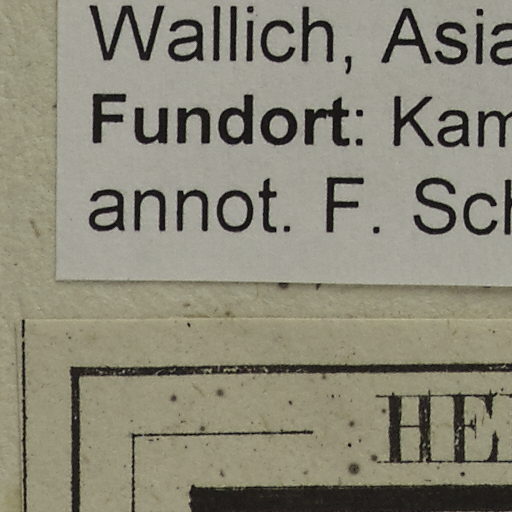 Wallich, Asia
Fundort: Kam
annot. F. Sch
HE